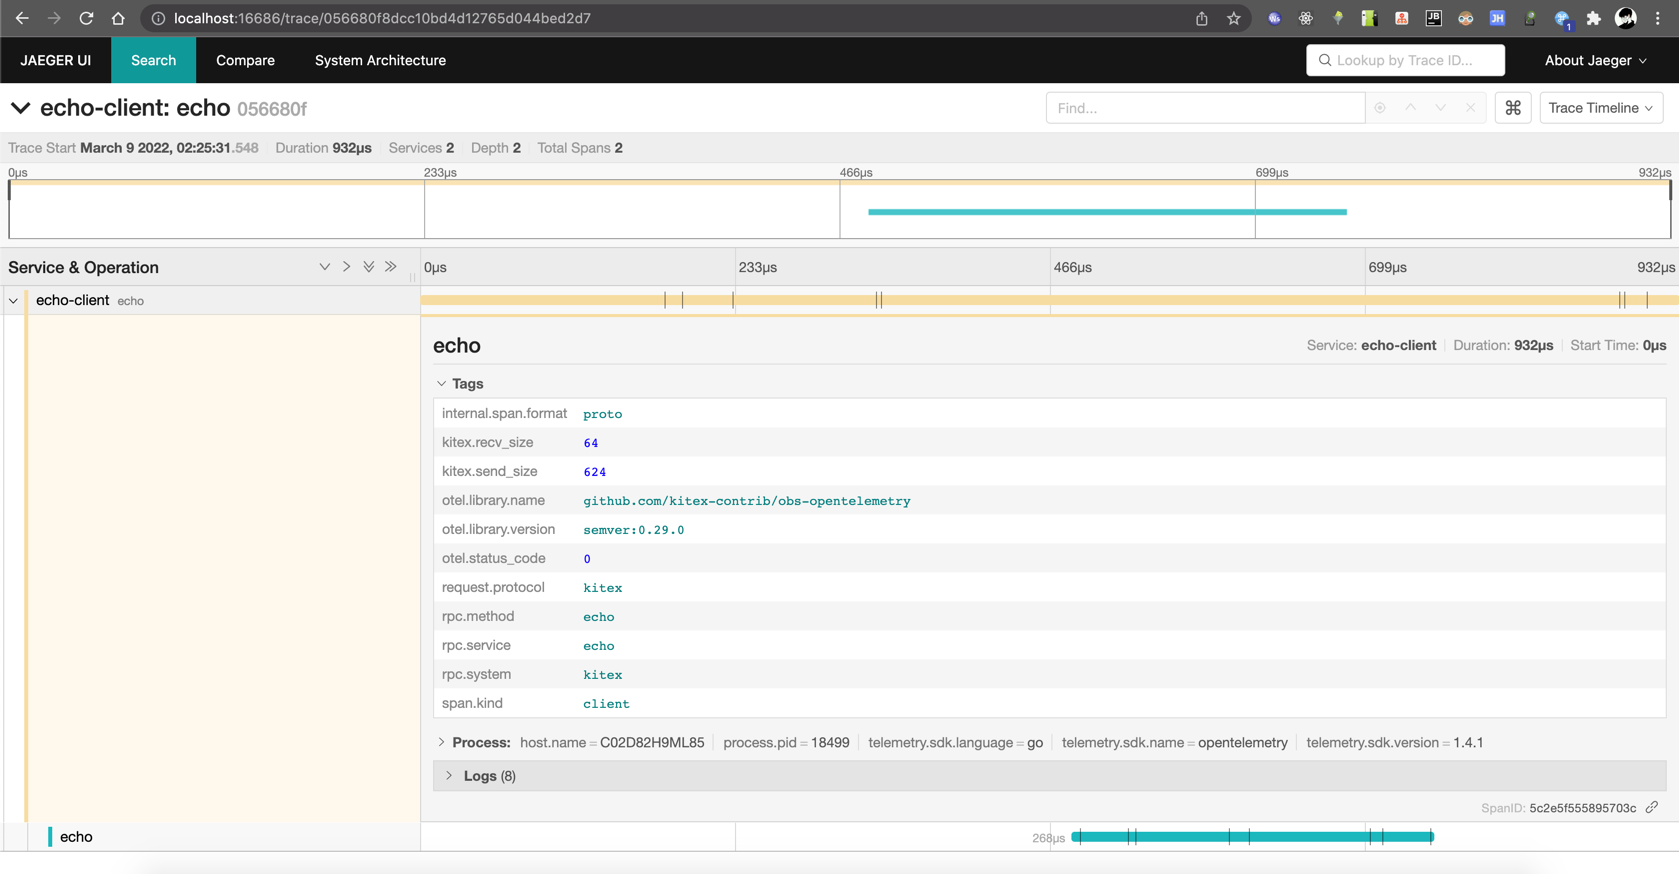 localhost:16686/trace/056680f8dcc10bd4d12765d044bed2d7
JB
JH
1
JAEGER UI
Search
Compare
System Architecture
Lookup by Trace ID...
About Jaeger
echo-client: echo 056680f
Find...
⌘
Trace Timeline
Trace Start March 9 2022, 02:25:31.548
Duration 932μs
Services 2
Depth 2
Total Spans 2
0μs
233μs
466μs
699μs
932μs
Service & Operation
0μs
233μs
466μs
699μs
932μs
echo-client echo
echo
Service: echo-client
Duration: 932μs
Start Time: 0μs
Tags
internal.span.format proto
kitex.recv_size 64
kitex.send_size 624
otel.library.name github.com/kitex-contrib/obs-opentelemetry
otel.library.version semver:0.29.0
otel.status_code 0
request.protocol kitex
rpc.method echo
rpc.service echo
rpc.system kitex
span.kind client
Process: host.name = C02D82H9ML85 process.pid = 18499 telemetry.sdk.language = go telemetry.sdk.name = opentelemetry telemetry.sdk.version = 1.4.1
Logs (8)
SpanID: 5c2e5f555895703c
echo
268μs